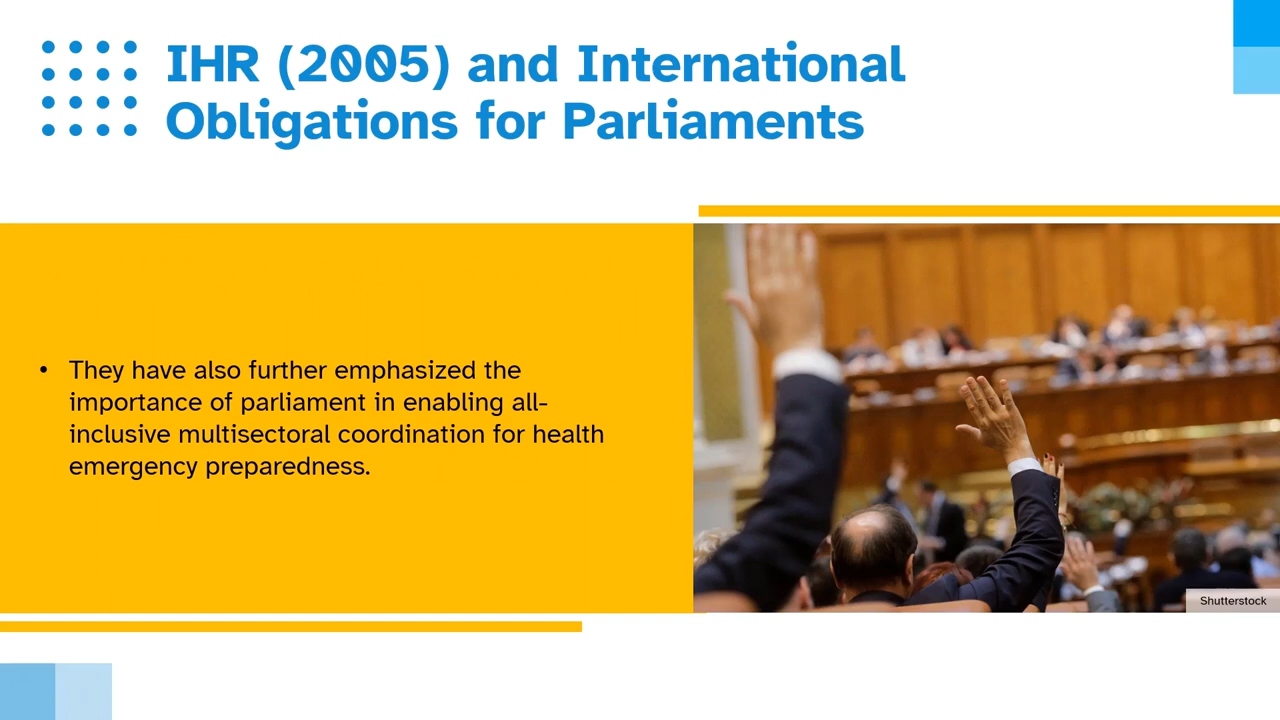 IHR (2005) and International
Obligations for Parliaments
• They have also further emphasized the
importance of parliament in enabling all-
inclusive multisectoral coordination for health
emergency preparedness.
Shutterstock